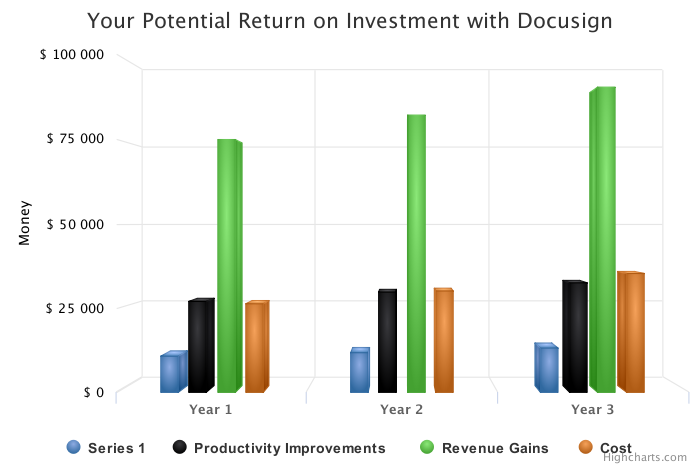 Your Potential Return on Investment with Docusign
$ 100 000
$ 75 000
$ 50 000
$ 25 000
$ 0
Money
Year 1
Year 2
Year 3
Series 1
Productivity Improvements
Revenue Gains
Cost
Highcharts.com